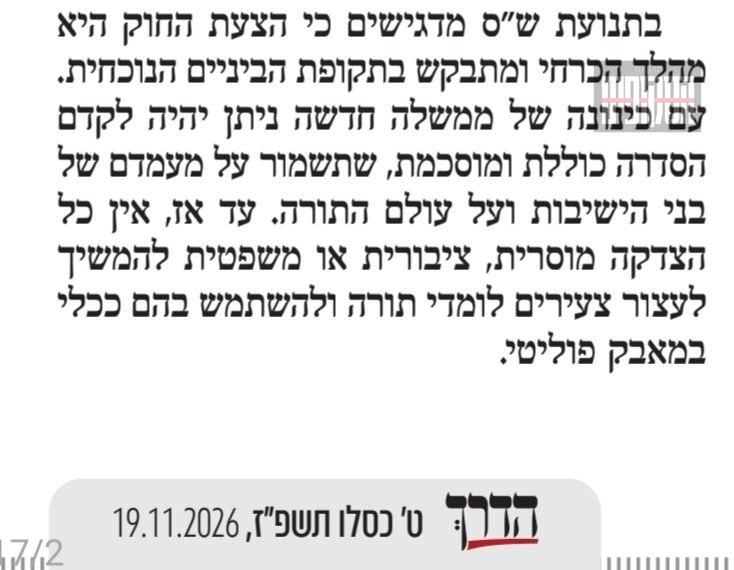 בתנועת ש"ס מדגישים כי הצעת החוק היא
מהלך הכרחי ומתבקש בתקופת הביניים הנוכחית.
עם כינונה של ממשלה חדשה ניתן יהיה לקדם
הסדרה כוללת ומוסכמת, שתשמור על מעמדם של
בני הישיבות ועל עולם התורה. עד אז, אין כל
הצדקה מוסרית, ציבורית או משפטית להמשיך
לעצור צעירים לומדי תורה ולהשתמש בהם ככלי
במאבק פוליטי.
הדרך ט' כסלו תשפ"ז, 19.11.2026
17/2